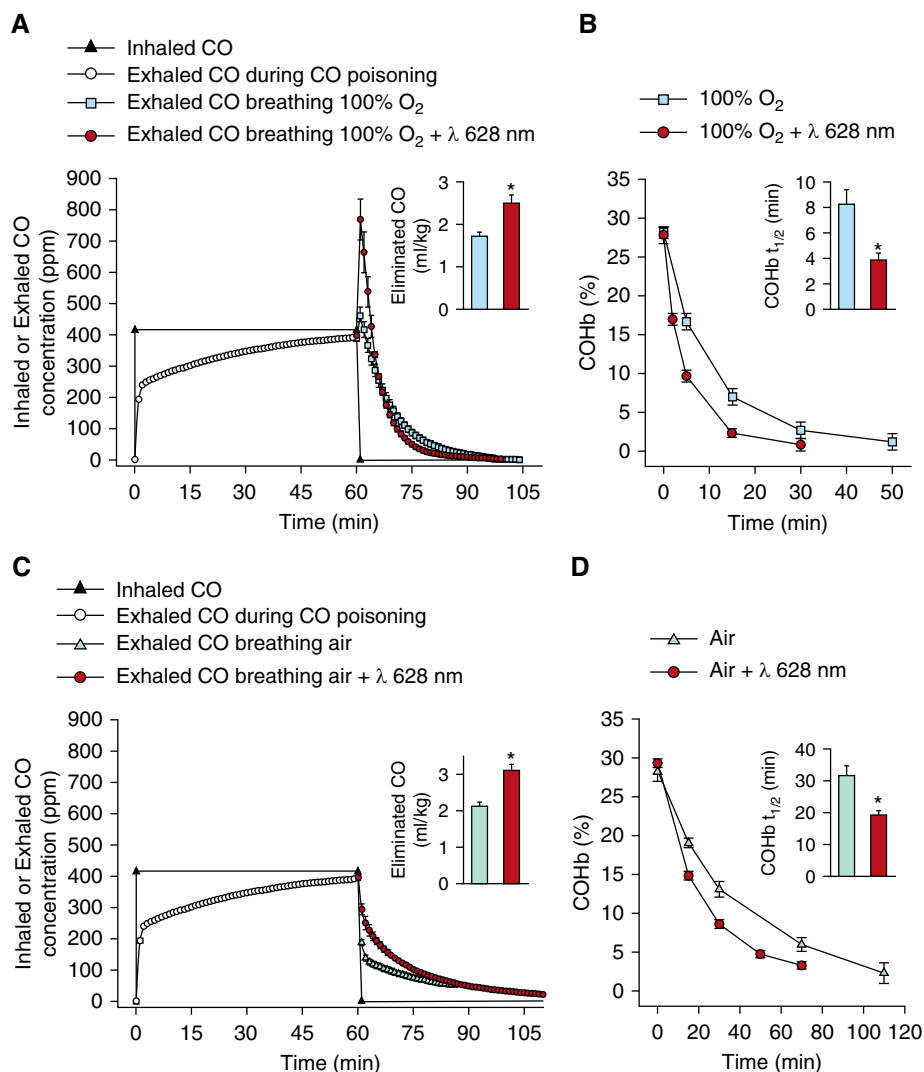 A
Inhaled CO
Exhaled CO during CO poisoning
Exhaled CO breathing 100% O2
Exhaled CO breathing 100% O2 + λ 628 nm
Inhaled or Exhaled CO
concentration (ppm)
900
800
700
600
500
400
300
200
100
0
0 15 30 45 60 75 90 105
Time (min)
Eliminated CO
(ml/kg)
3
2
1
0
*
B
100% O2
100% O2 + λ 628 nm
COHb (%)
35
30
25
20
15
10
5
0
0 10 20 30 40 50
Time (min)
COHb t1/2 (min)
10
8
6
4
2
0
*
C
Inhaled CO
Exhaled CO during CO poisoning
Exhaled CO breathing air
Exhaled CO breathing air + λ 628 nm
Inhaled or Exhaled CO
concentration (ppm)
900
800
700
600
500
400
300
200
100
0
0 15 30 45 60 75 90 105
Time (min)
Eliminated CO
(ml/kg)
3
2
1
0
*
D
Air
Air + λ 628 nm
COHb (%)
35
30
25
20
15
10
5
0
0 20 40 60 80 100 120
Time (min)
COHb t1/2 (min)
40
30
20
10
0
*